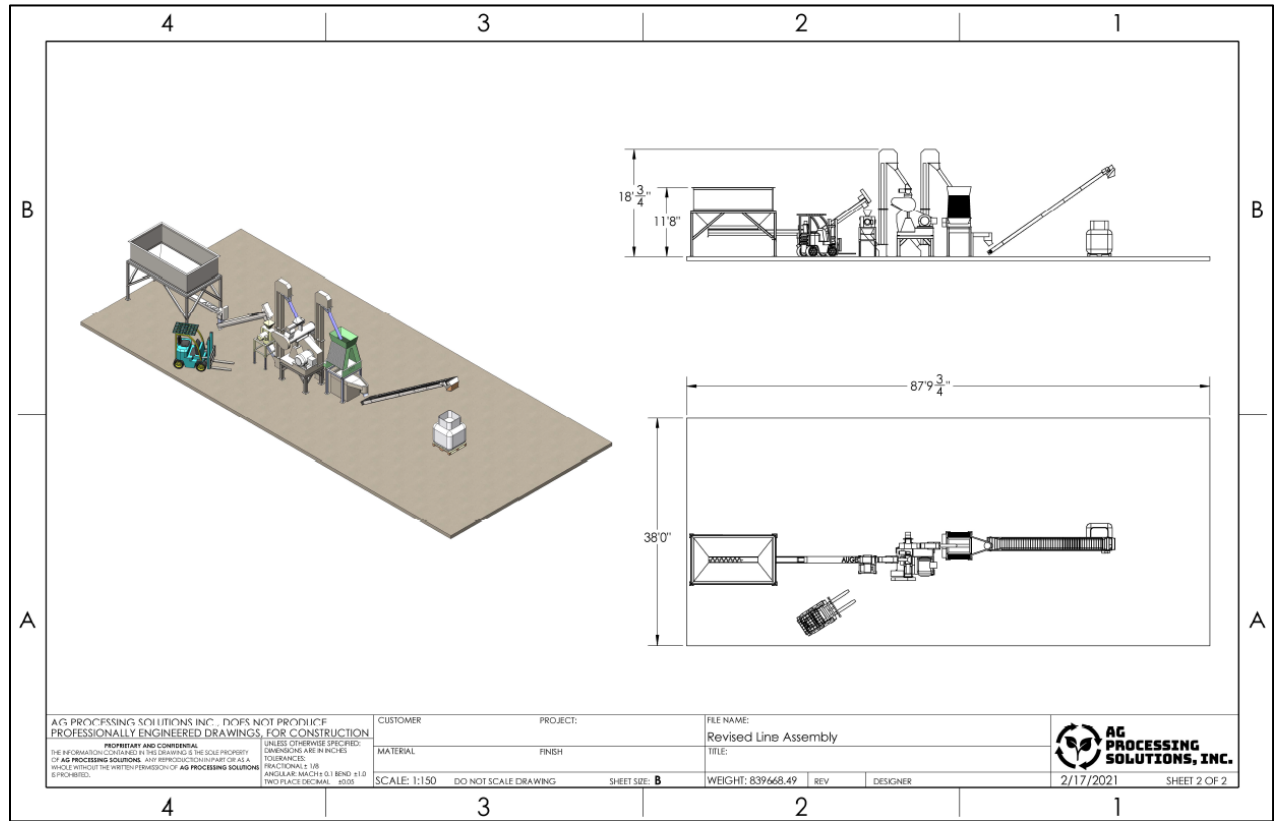 4 3 2 1
B B
18' 3/4"
11'8"
87'9 3/4"
38'0"
AUGE
A A
AG PROCESSING SOLUTIONS INC., DOES NOT PRODUCE
PROFESSIONALLY ENGINEERED DRAWINGS, FOR CONSTRUCTION
PROPRIETARY AND CONFIDENTIAL
THE INFORMATION CONTAINED IN THIS DRAWING IS THE SOLE PROPERTY
OF AG PROCESSING SOLUTIONS. ANY REPRODUCTION IN PART OR AS A
WHOLE WITHOUT THE WRITTEN PERMISSION OF AG PROCESSING SOLUTIONS
IS PROHIBITED.
UNLESS OTHERWISE SPECIFIED:
DIMENSIONS ARE IN INCHES
TOLERANCES:
FRACTIONAL ± 1/8
ANGULAR: MACH ± 0.1 BEND ±1.0
TWO PLACE DECIMAL ±0.05
CUSTOMER PROJECT:
MATERIAL FINISH
SCALE: 1:150 DO NOT SCALE DRAWING SHEET SIZE: B
FILE NAME:
Revised Line Assembly
TITLE:
WEIGHT: 839668.49 REV DESIGNER
AG
PROCESSING
SOLUTIONS, INC.
2/17/2021 SHEET 2 OF 2
4 3 2 1